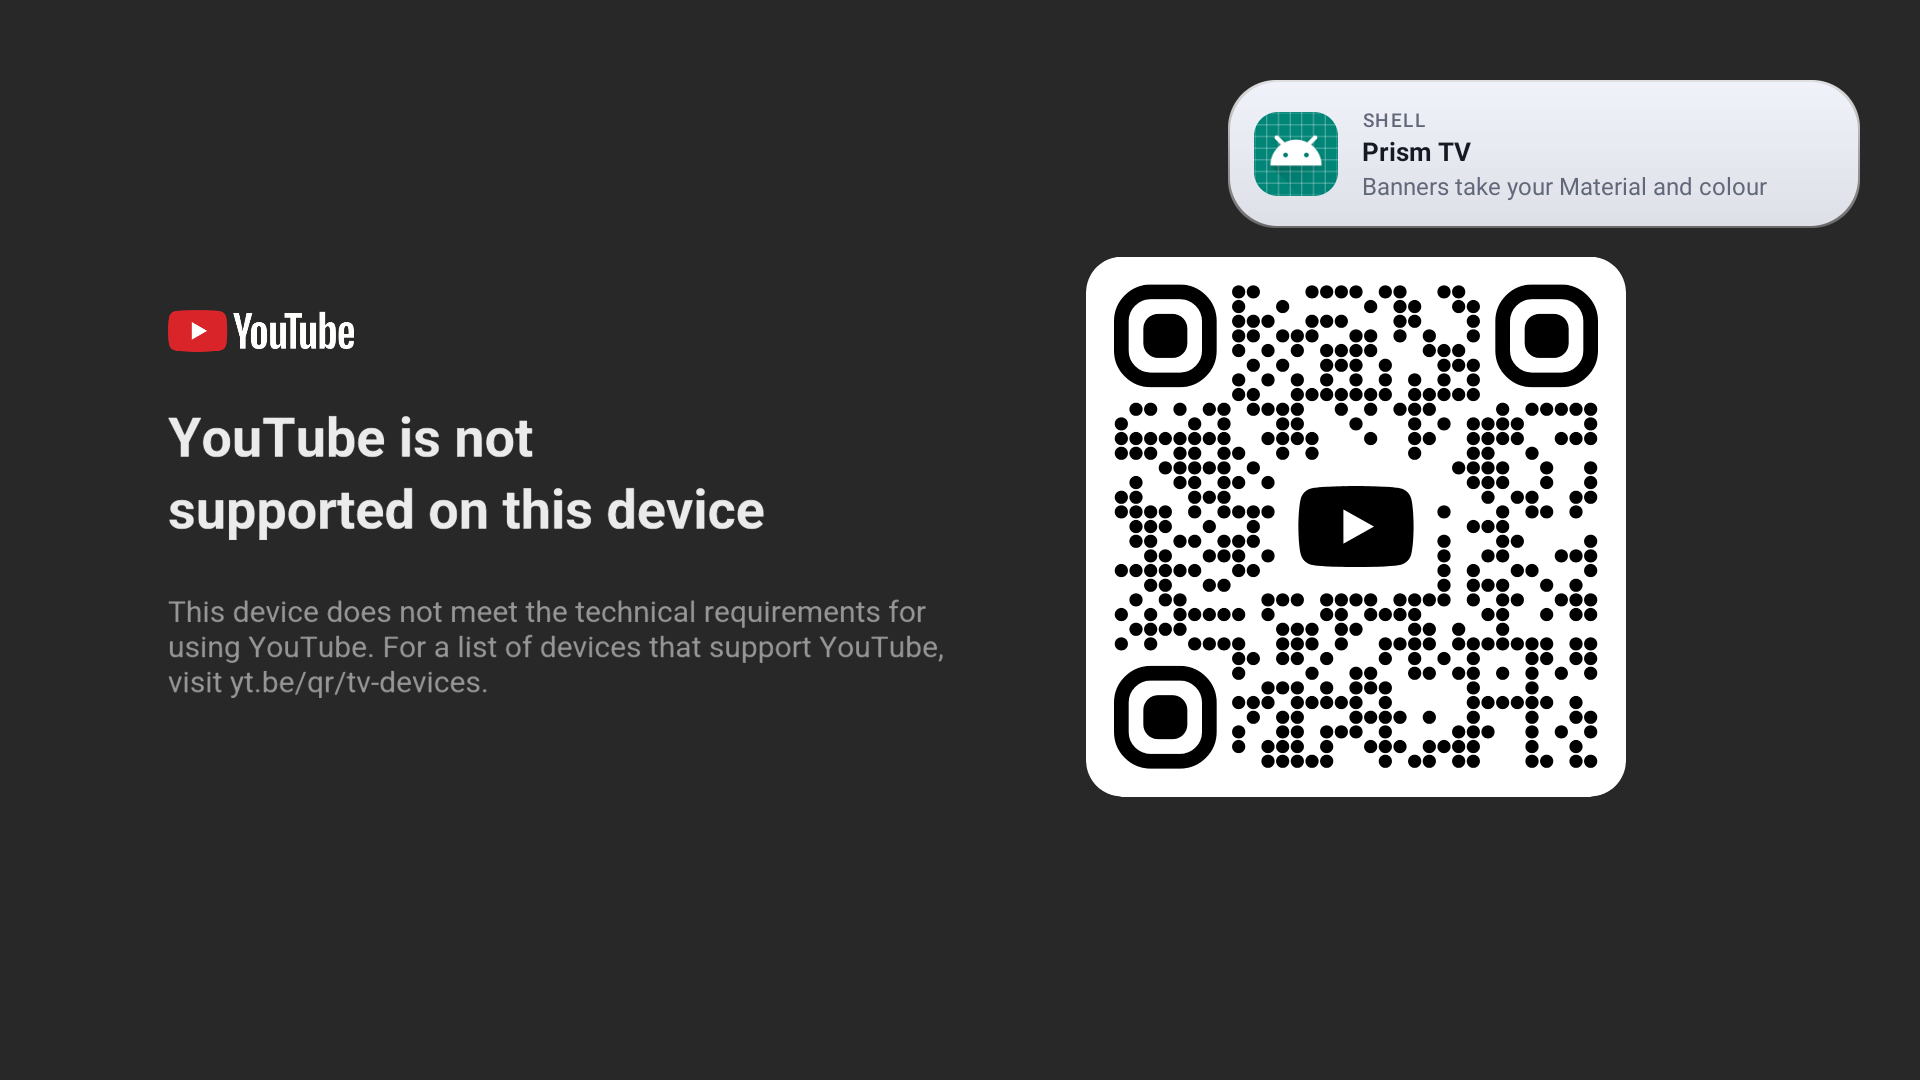 SHELL
Prism TV
Banners take your Material and colour
YouTube
YouTube is not
supported on this device
This device does not meet the technical requirements for
using YouTube. For a list of devices that support YouTube,
visit yt.be/qr/tv-devices.